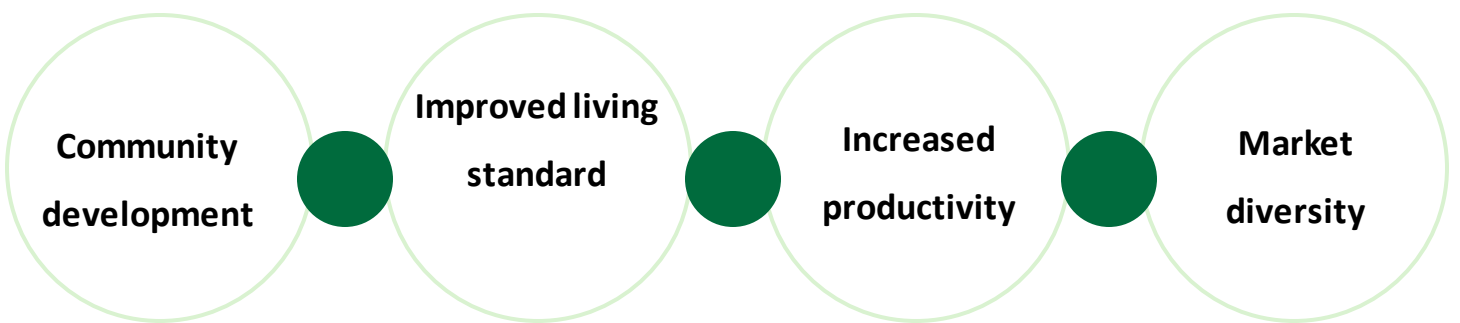 Community
development
Improved living
standard
Increased
productivity
Market
diversity